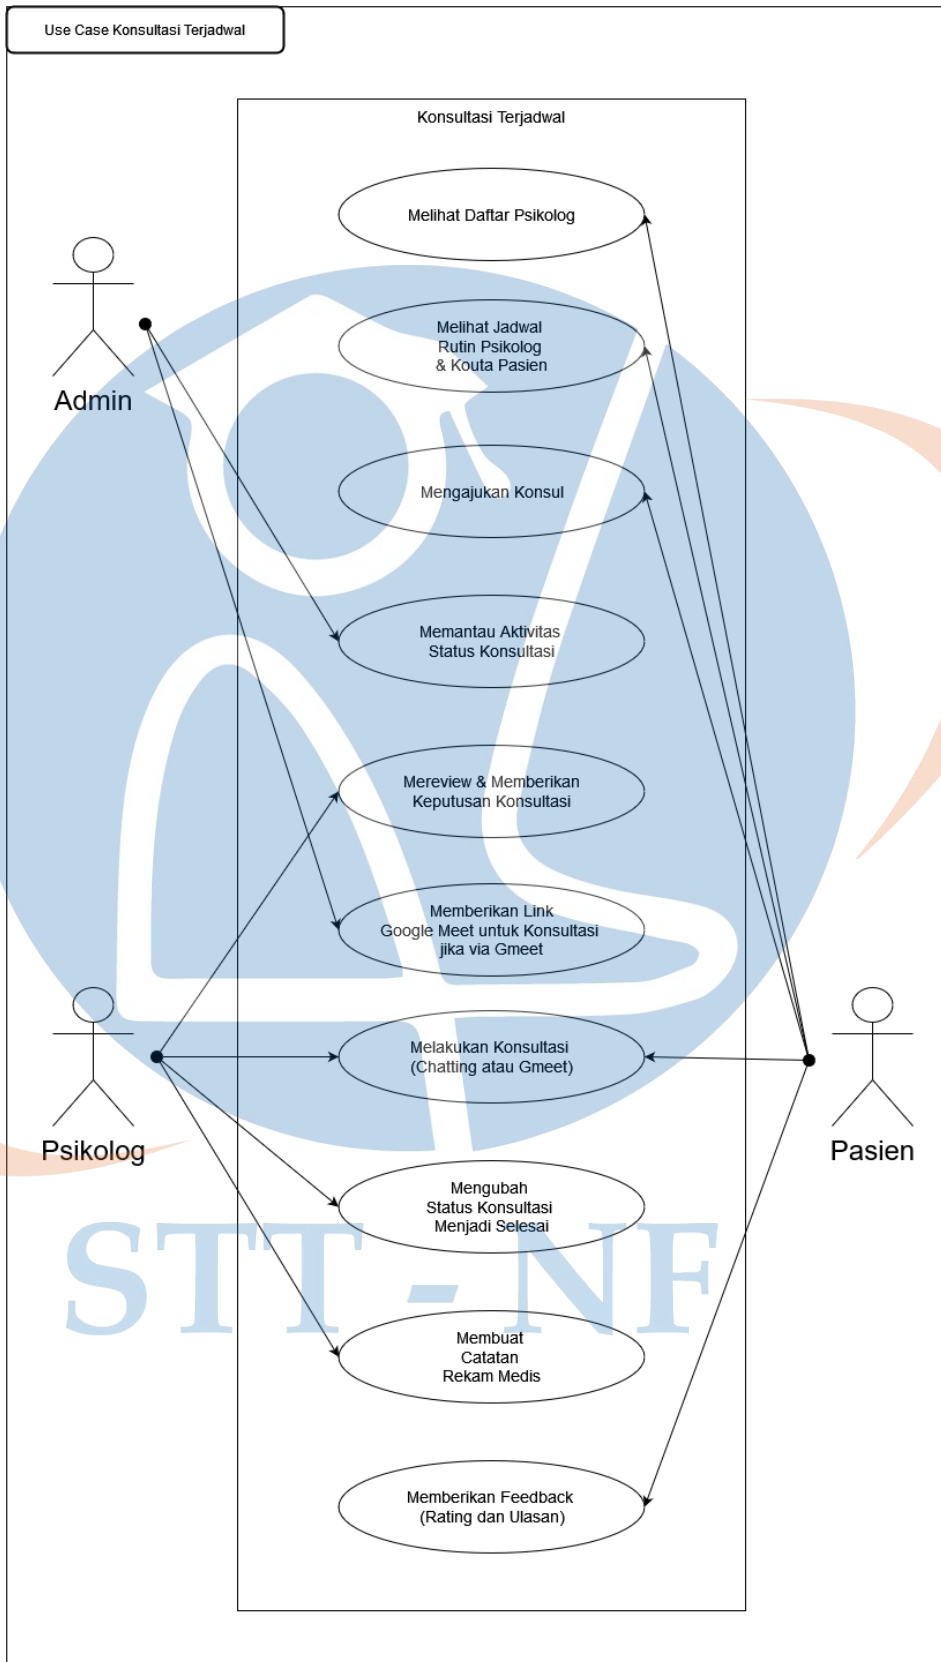 Use Case Konsultasi Terjadwal
Konsultasi Terjadwal
Melihat Daftar Psikolog
Melihat Jadwal
Rutin Psikolog
& Kouta Pasien
Admin
Mengajukan Konsul
Memantau Aktivitas
Status Konsultasi
Mereview & Memberikan
Keputusan Konsultasi
Memberikan Link
Google Meet untuk Konsultasi
jika via Gmeet
Melakukan Konsultasi
(Chatting atau Gmeet)
Psikolog
Pasien
Mengubah
Status Konsultasi
Menjadi Selesai
STT - NF
Membuat
Catatan
Rekam Medis
Memberikan Feedback
(Rating dan Ulasan)